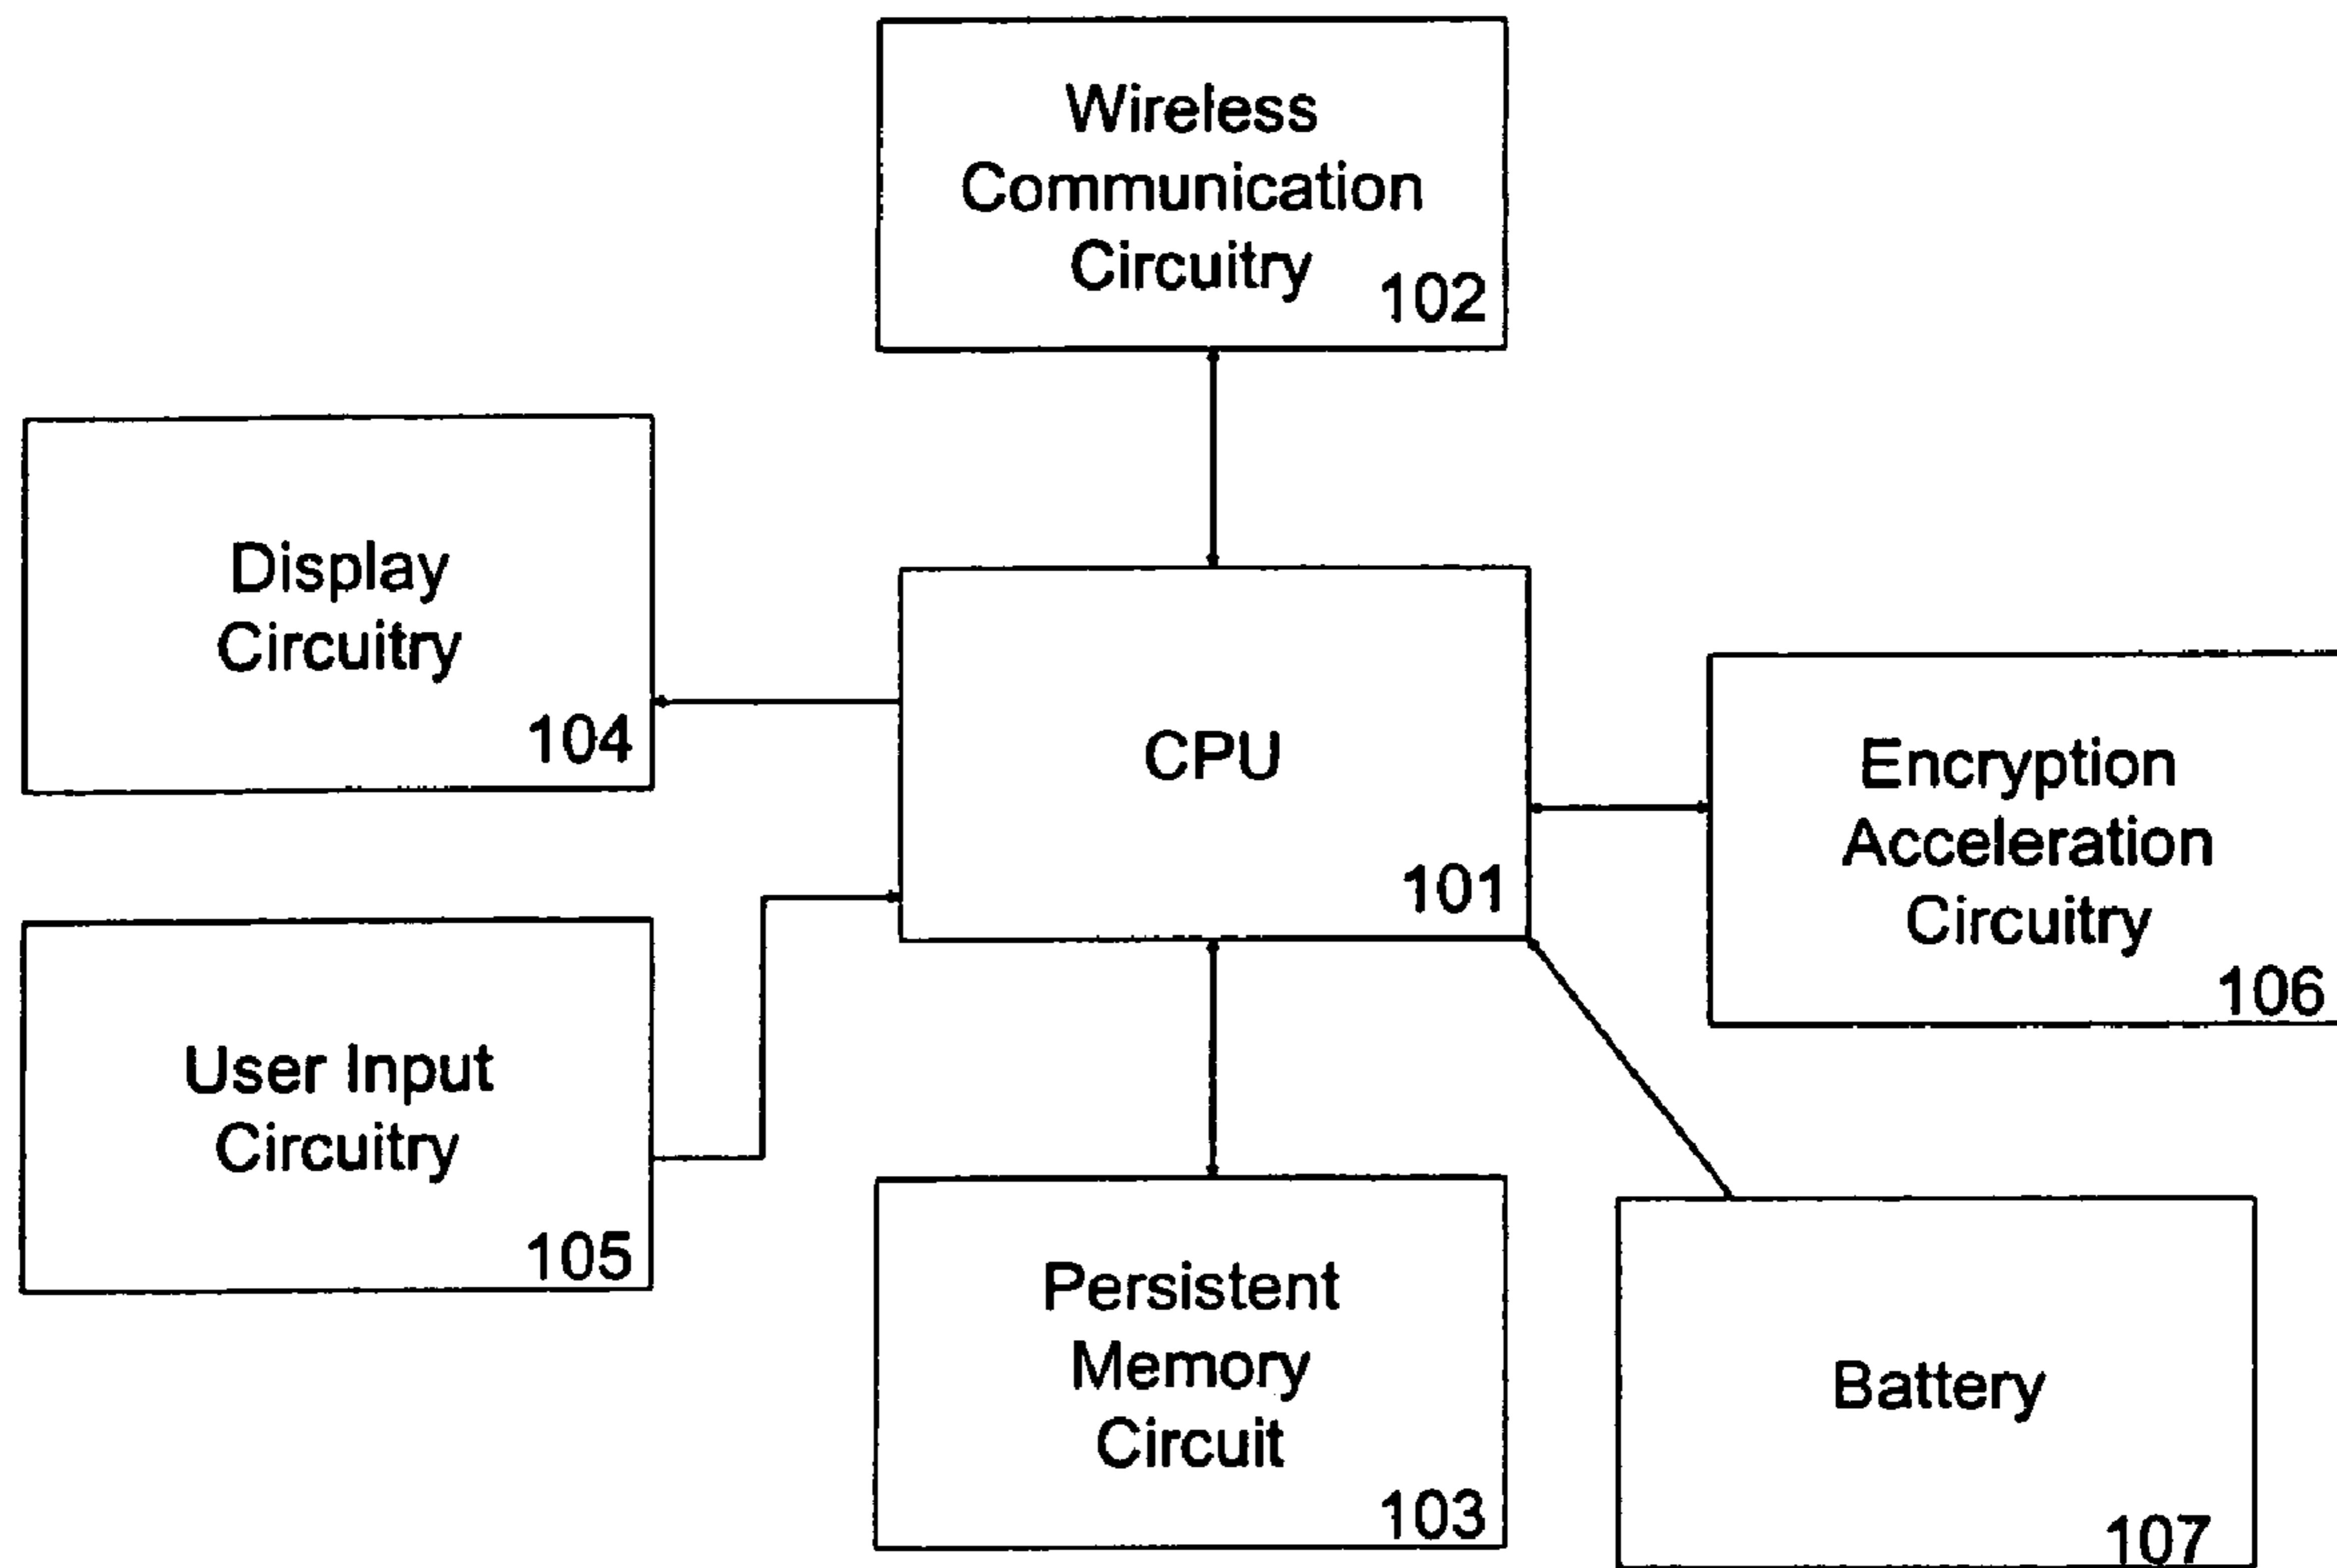 Wireless
Communication
Circuitry
102
Display
Circuitry
104
CPU
101
Encryption
Acceleration
Circuitry
106
User Input
Circuitry
105
Persistent
Memory
Circuit
103
Battery
107